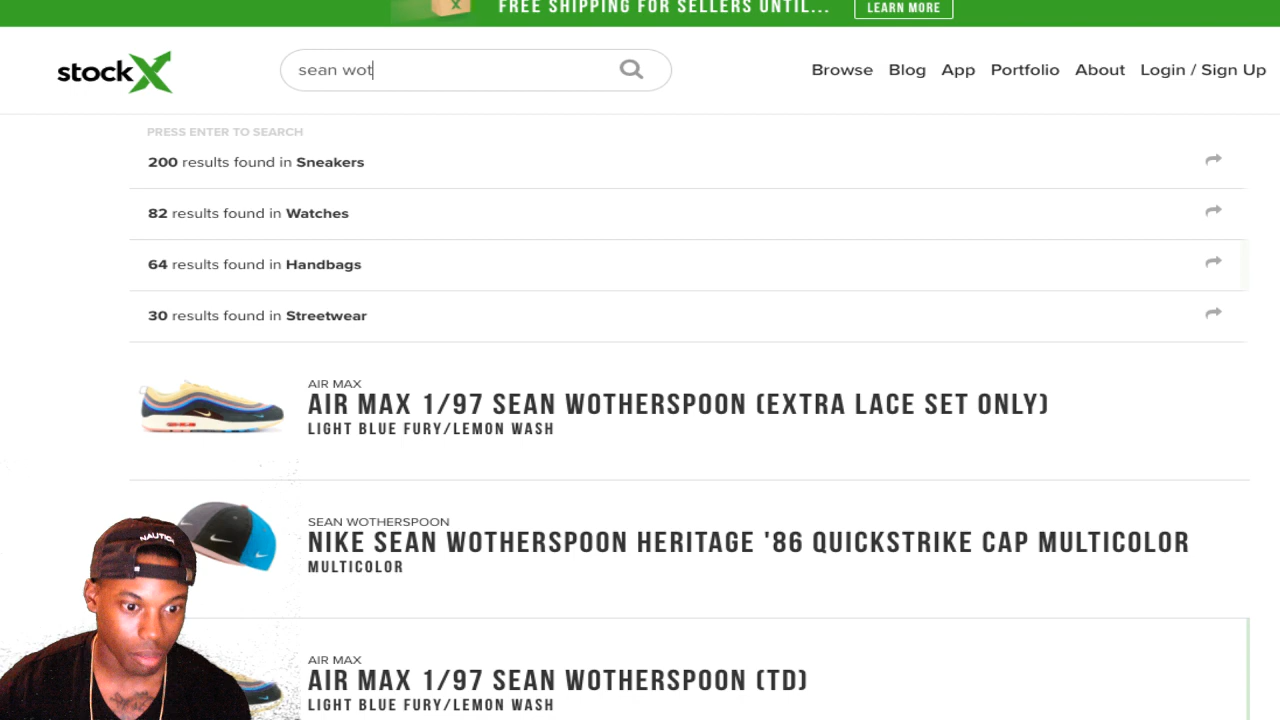 FREE SHIPPING FOR SELLERS UNTIL... LEARN MORE
stockX sean wot Browse Blog App Portfolio About Login / Sign Up
PRESS ENTER TO SEARCH
200 results found in Sneakers
82 results found in Watches
64 results found in Handbags
30 results found in Streetwear
AIR MAX
AIR MAX 1/97 SEAN WOTHERSPOON (EXTRA LACE SET ONLY)
LIGHT BLUE FURY/LEMON WASH
SEAN WOTHERSPOON
NIKE SEAN WOTHERSPOON HERITAGE '86 QUICKSTRIKE CAP MULTICOLOR
MULTICOLOR
NAUTICA
AIR MAX
AIR MAX 1/97 SEAN WOTHERSPOON (TD)
LIGHT BLUE FURY/LEMON WASH